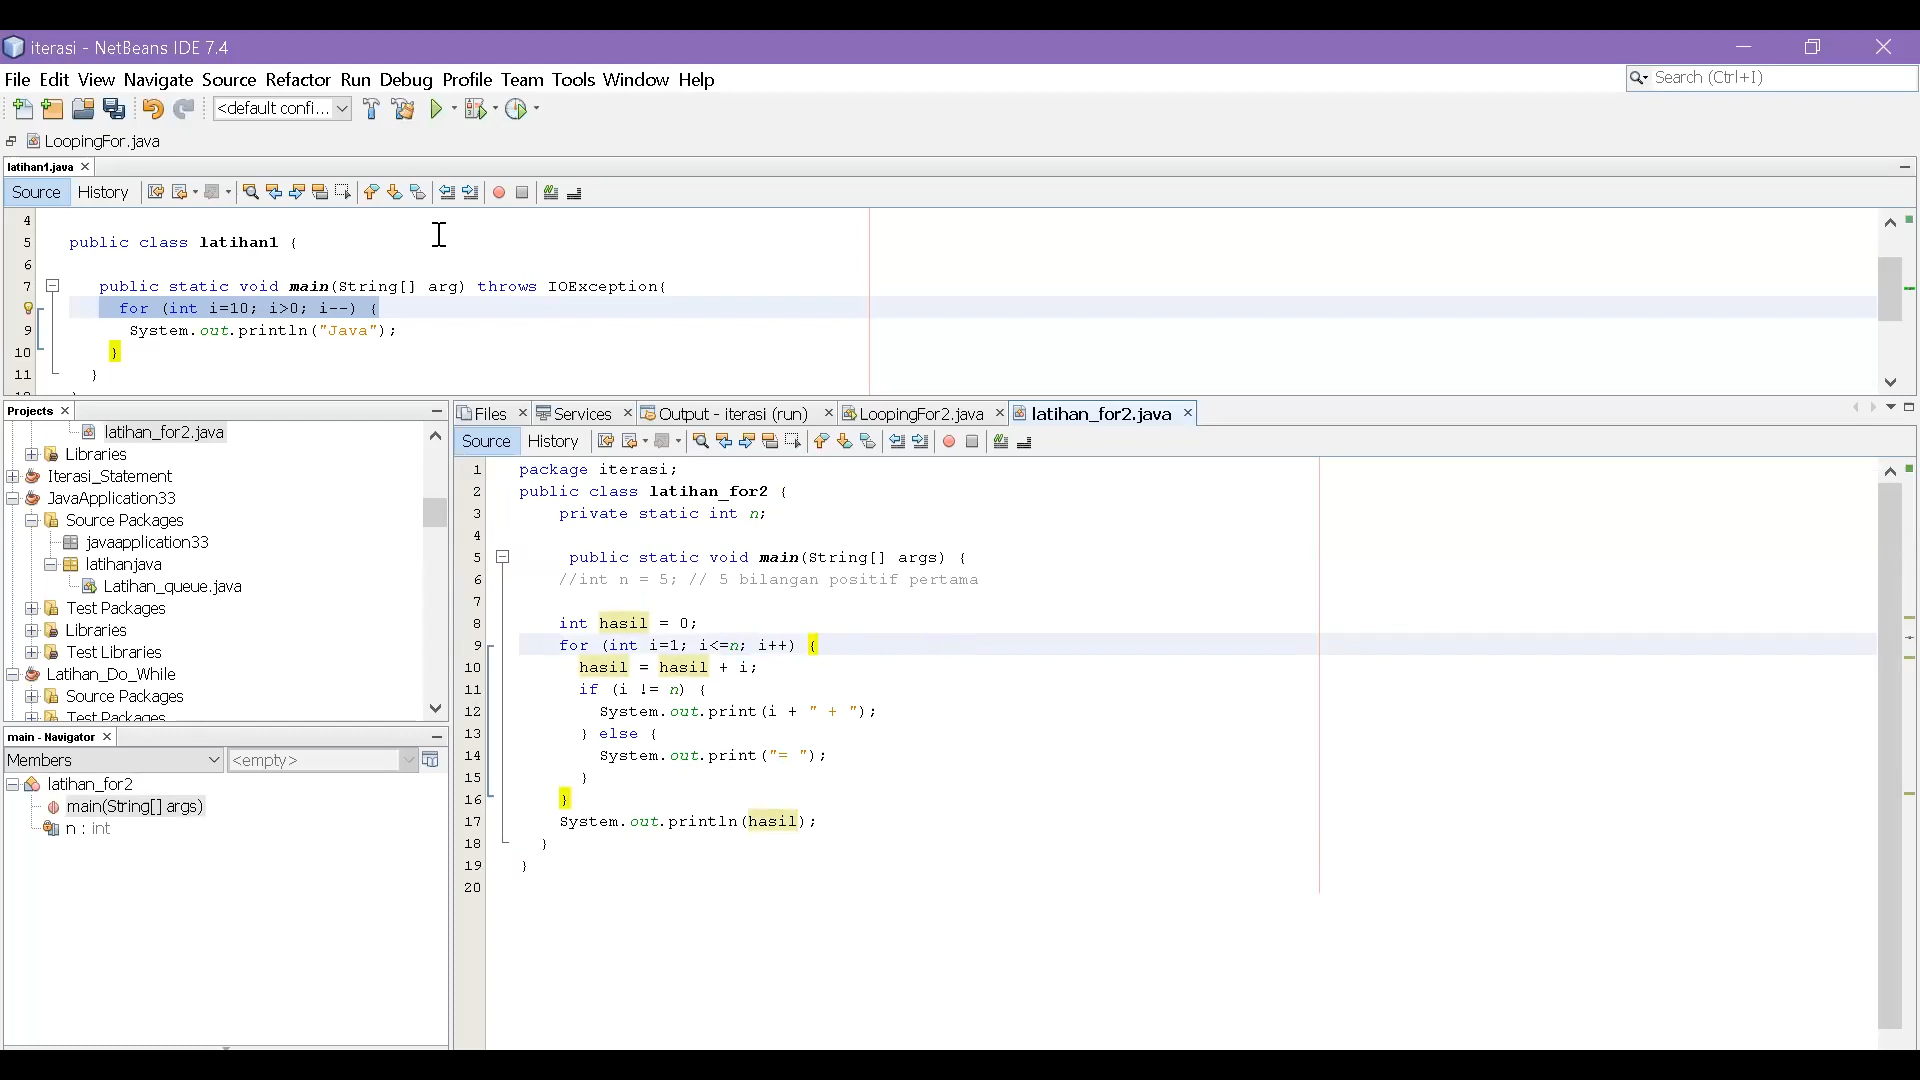 iterasi - NetBeans IDE 7.4
File Edit View Navigate Source Refactor Run Debug Profile Team Tools Window Help
Search (Ctrl+I)
<default confi...
LoopingFor.java
latihan1.java
Source History
4
5 public class latihan1 {
6
7 public static void main(String[] arg) throws IOException{
for (int i=10; i>0; i--) {
9 System.out.println("Java");
10 }
11 }
Projects
latihan_for2.java
Libraries
Iterasi_Statement
JavaApplication33
Source Packages
javaapplication33
latihanjava
Latihan_queue.java
Test Packages
Libraries
Test Libraries
Latihan_Do_While
Source Packages
Test Packages
main - Navigator
Members <empty>
latihan_for2
main(String[] args)
n : int
Files Services Output - iterasi (run) LoopingFor2.java latihan_for2.java
Source History
1 package iterasi;
2 public class latihan_for2 {
3 private static int n;
4
5 public static void main(String[] args) {
6 //int n = 5; // 5 bilangan positif pertama
7
8 int hasil = 0;
9 for (int i=1; i<=n; i++) {
10 hasil = hasil + i;
11 if (i != n) {
12 System.out.print(i + " + ");
13 } else {
14 System.out.print("= ");
15 }
16 }
17 System.out.println(hasil);
18 }
19 }
20